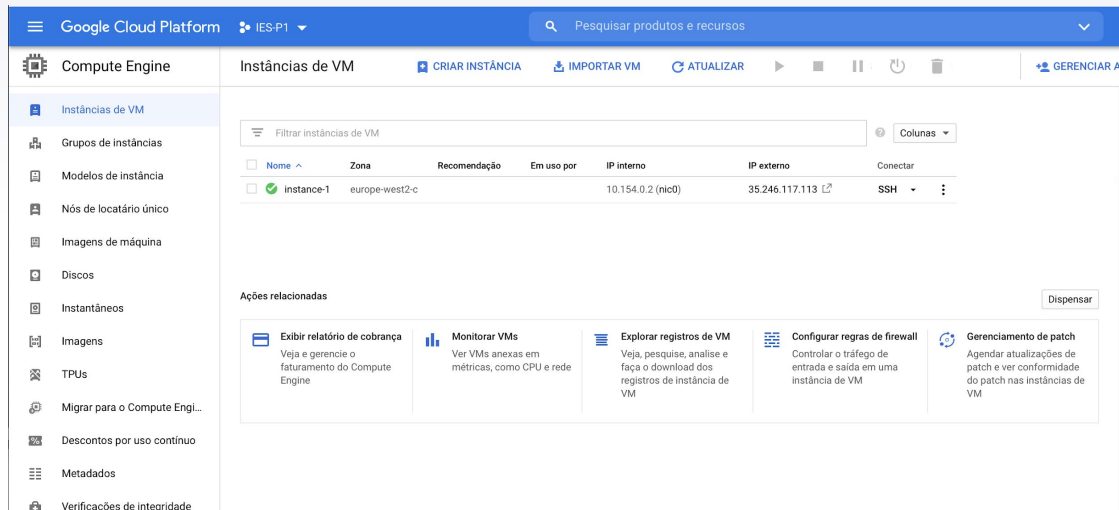 Google Cloud Platform
IES-P1
Pesquisar produtos e recursos
Compute Engine
Instâncias de VM
CRIAR INSTÂNCIA
IMPORTAR VM
ATUALIZAR
GERENCIAR A
Instâncias de VM
Grupos de instâncias
Modelos de instância
Nós de locatário único
Imagens de máquina
Discos
Instantâneos
Imagens
TPUs
Migrar para o Compute Engi...
Descontos por uso contínuo
Metadados
Verificações de integridade
Filtrar instâncias de VM
Colunas
Nome Zona Recomendação Em uso por IP interno IP externo Conectar
instance-1 europe-west2-c 10.154.0.2 (nic0) 35.246.117.113 SSH
Ações relacionadas
Dispensar
Exibir relatório de cobrança
Veja e gerencie o
faturamento do Compute
Engine
Monitorar VMs
Ver VMs anexas em
métricas, como CPU e rede
Explorar registros de VM
Veja, pesquise, analise e
faça o download dos
registros de instância de
VM
Configurar regras de firewall
Controlar o tráfego de
entrada e saída em uma
instância de VM
Gerenciamento de patch
Agendar atualizações de
patch e ver conformidade
do patch nas instâncias de
VM